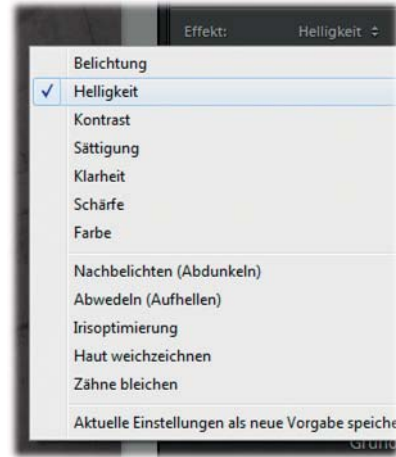 Effekt: Helligkeit
Belichtung
Helligkeit
Kontrast
Sättigung
Klarheit
Schärfe
Farbe
Nachbelichten (Abdunkeln)
Abwedeln (Aufhellen)
Irisoptimierung
Haut weichzeichnen
Zähne bleichen
Aktuelle Einstellungen als neue Vorgabe speiche
Grund